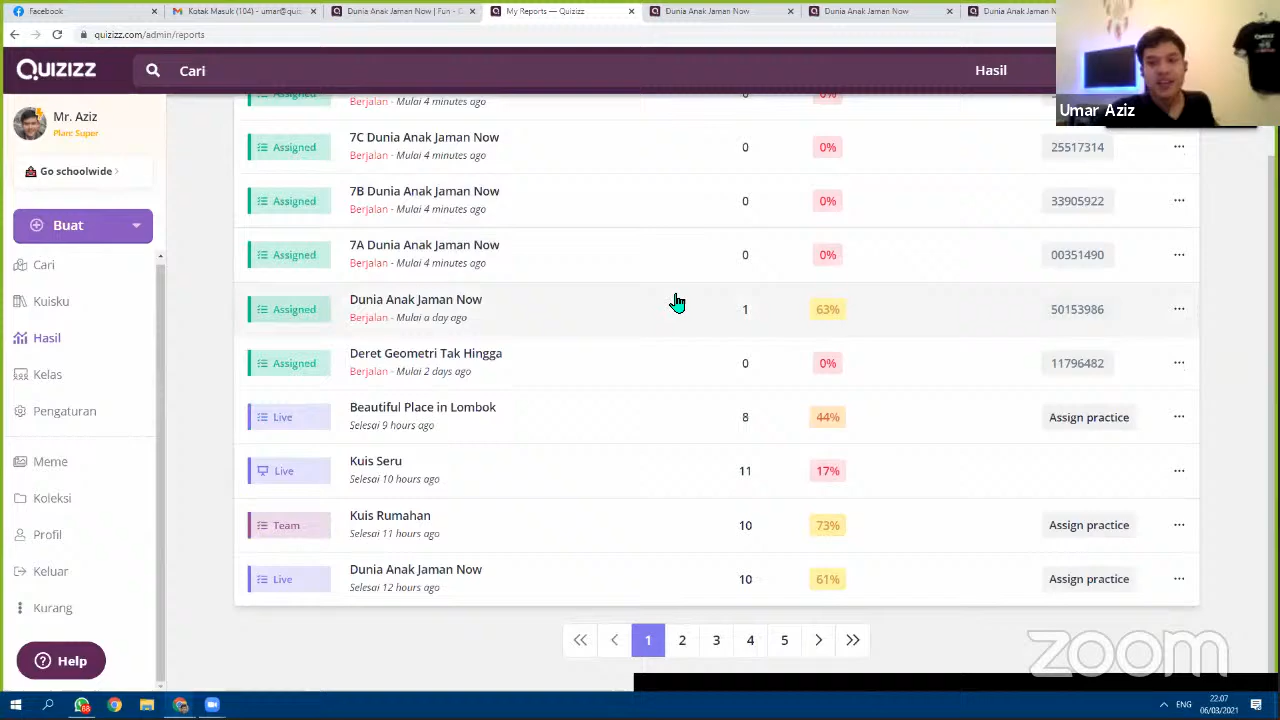 Facebook
Kotak Masuk (104) - umar@quiz
Dunia Anak Jaman Now | Fun - Q
My Reports — Quizizz
Dunia Anak Jaman Now
Dunia Anak Jaman Now
Dunia Anak Jaman N
quizizz.com/admin/reports
QUIZIZZ
Cari
Hasil
Umar Aziz
Mr. Aziz
Go schoolwide
Buat
Cari
Kuisku
Hasil
Kelas
Pengaturan
Meme
Koleksi
Profil
Keluar
Kurang
Help
Assigned
Berjalan - Mulai 4 minutes ago
0
0%
Assigned
7C Dunia Anak Jaman Now
Berjalan - Mulai 4 minutes ago
0
0%
25517314
Assigned
7B Dunia Anak Jaman Now
Berjalan - Mulai 4 minutes ago
0
0%
33905922
Assigned
7A Dunia Anak Jaman Now
Berjalan - Mulai 4 minutes ago
0
0%
00351490
Assigned
Dunia Anak Jaman Now
Berjalan - Mulai a day ago
1
63%
50153986
Assigned
Deret Geometri Tak Hingga
Berjalan - Mulai 2 days ago
0
0%
11796482
Live
Beautiful Place in Lombok
Selesai 9 hours ago
8
44%
Assign practice
Live
Kuis Seru
Selesai 10 hours ago
11
17%
Team
Kuis Rumahan
Selesai 11 hours ago
10
73%
Assign practice
Live
Dunia Anak Jaman Now
Selesai 12 hours ago
10
61%
Assign practice
1 2 3 4 5
zoom
ENG
22.07
06/03/2021